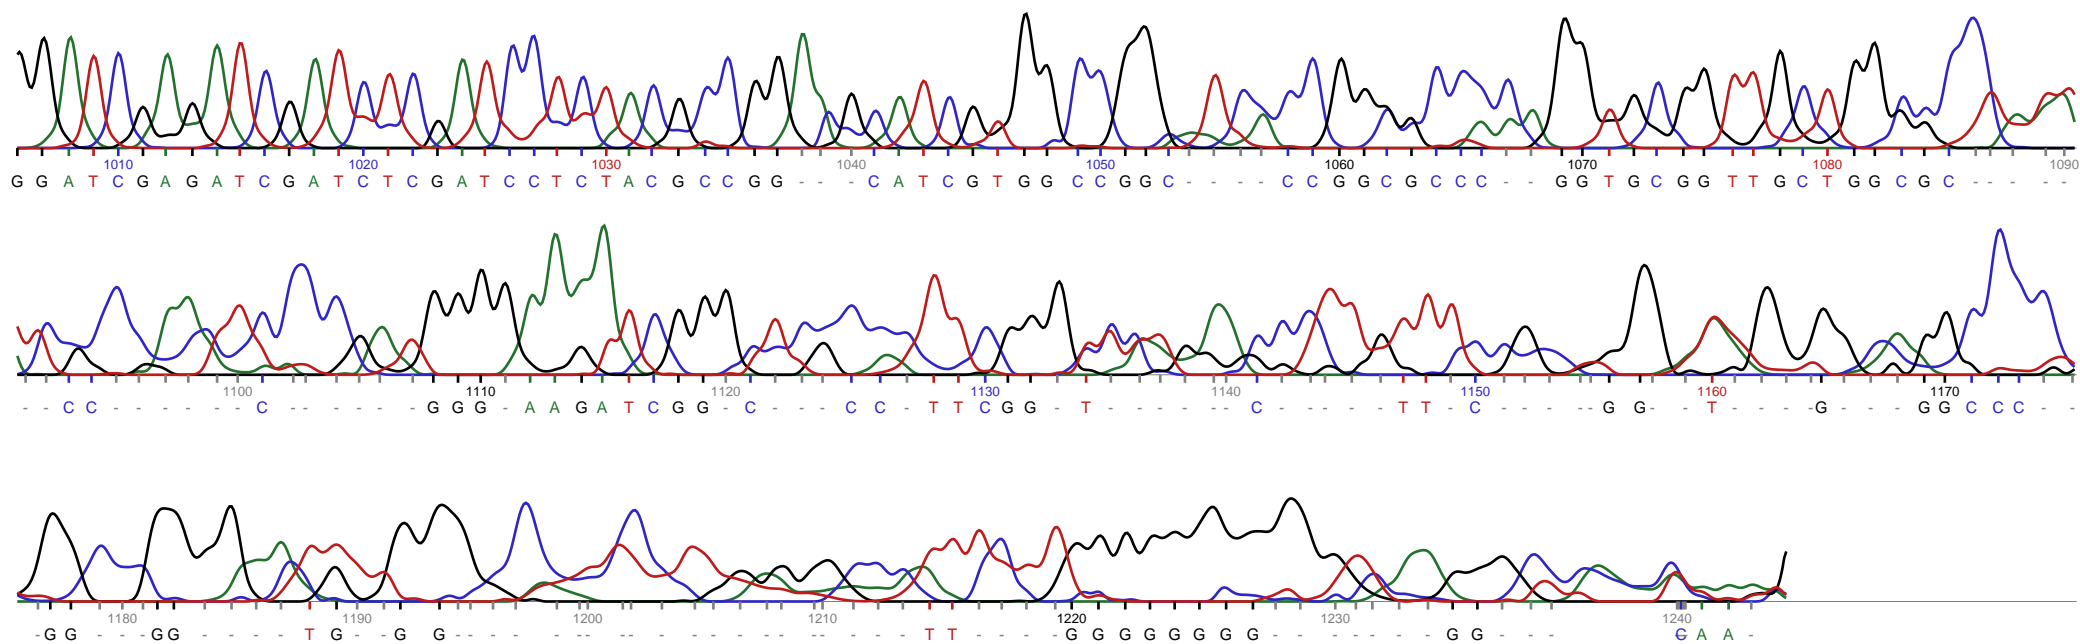 1010 1020 1030 1040 1050 1060 1070 1080 1090
G G A T C G A G A T C G A T C T C G A T C C T C T A C G C C G G - - - C A T C G T G G C C G G C - - - - C C G G C G C C C - - G G T G C G G T T G C T G G C G C - - - - -
1100 1110 1120 1130 1140 1150 1160 1170
- - C C - - - - - - C - - - - - - G G G - A A G A T C G G - C - - - C C - T T C G G - T - - - - - - C - - - - - T T - C - - - - - G G - - T - - - - G - - - - G G C C C - -
1180 1190 1200 1210 1220 1230 1240
- G G - - - - G G - - - - - T G - - G - G - - - - - - - - - - - - - - - - - - - - - T T - - - - G G G G G G G G - - - - - - - G G - - - C A A -